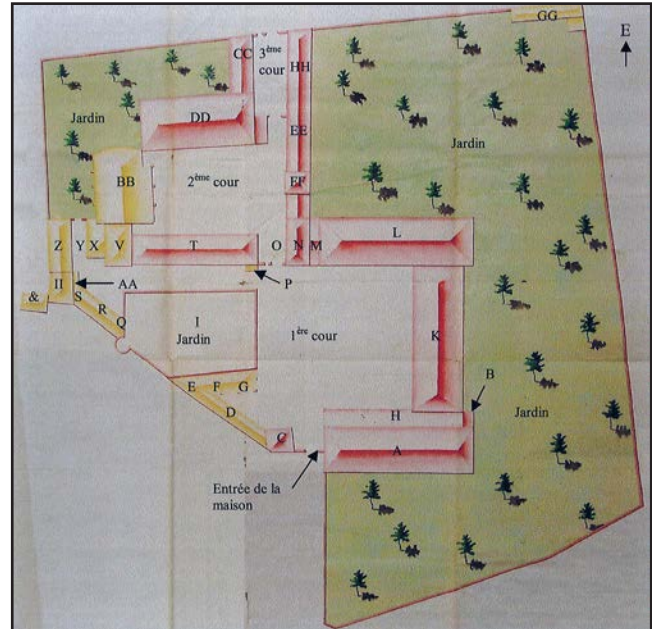 GG
E
CC
3ème
cour
HH
Jardin
DD
EE
Jardin
BB
2ème cour
EF
Z
Y
X
V
T
O
N
M
L
II
AA
P
&
S
R
Q
I
Jardin
1ère
cour
K
E
F
G
B
D
H
Jardin
C
A
Entrée de la
maison